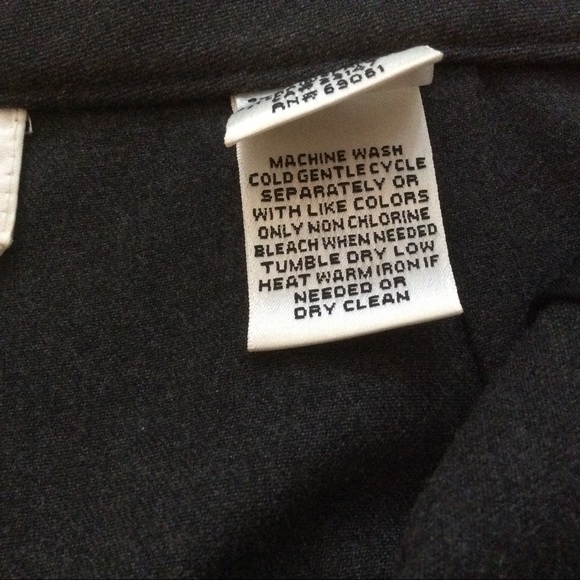 RN# 69061
MACHINE WASH
COLD GENTLE CYCLE
SEPARATELY OR
WITH LIKE COLORS
ONLY NON CHLORINE
BLEACH WHEN NEEDED
TUMBLE DRY LOW
HEAT WARM IRON IF
NEEDED OR
DRY CLEAN